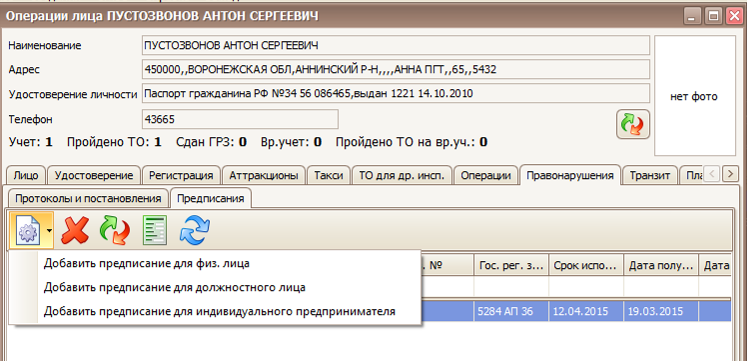 Операции лица ПУСТОЗВОНОВ АНТОН СЕРГЕЕВИЧ
Наименование ПУСТОЗВОНОВ АНТОН СЕРГЕЕВИЧ
Адрес 450000,,ВОРОНЕЖСКАЯ ОБЛ,АННИНСКИЙ Р-Н,,,,АННА ПГТ,,65,,5432
Удостоверение личности Паспорт гражданина РФ №34 56 086465,выдан 1221 14.10.2010
нет фото
Телефон 43665
Учет: 1 Пройдено ТО: 1 Сдан ГРЗ: 0 Вр.учет: 0 Пройдено ТО на вр.уч.: 0
Лицо Удостоверение Регистрация Аттракционы Такси ТО для др. инсп. Операции Правонарушения Транзит Пла
Протоколы и постановления Предписания
Добавить предписание для физ. лица
Добавить предписание для должностного лица
Добавить предписание для индивидуального предпринимателя
. № Гос. рег. з... Срок испо... Дата полу... Дата
5284 АП 36 12.04.2015 19.03.2015